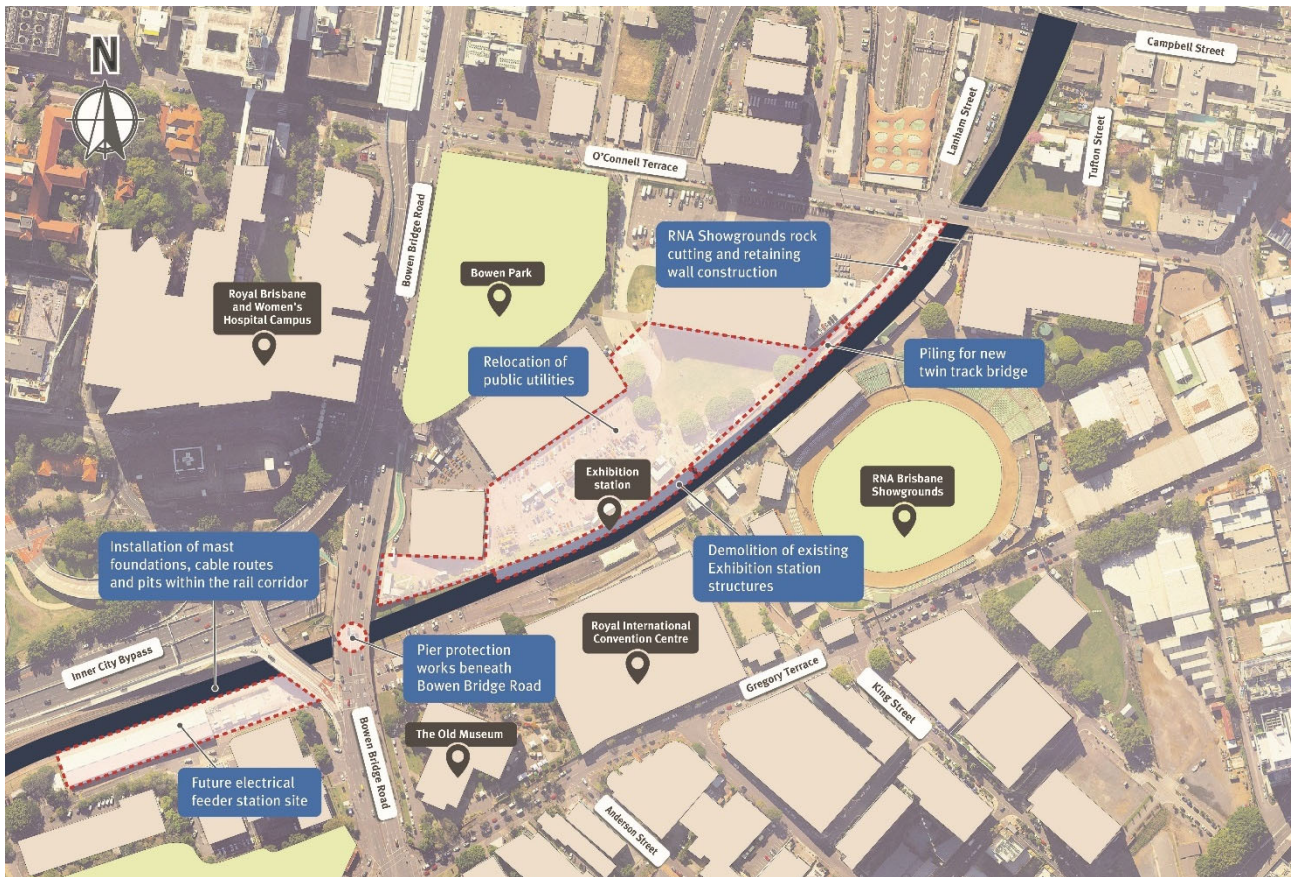 N
Campbell Street
Lanham Street
Tufton Street
O'Connell Terrace
Bowen Bridge Road
RNA Showgrounds rock
cutting and retaining
wall construction
Bowen Park
Royal Brisbane
and Women's
Hospital Campus
Relocation of
public utilities
Piling for new
twin track bridge
Exhibition
station
RNA Brisbane
Showgrounds
Installation of mast
foundations, cable routes
and pits within the rail corridor
Demolition of existing
Exhibition station
structures
Royal International
Convention Centre
Inner City Bypass
Pier protection
works beneath
Bowen Bridge Road
Gregory Terrace
King Street
Bowen Bridge Road
The Old Museum
Future electrical
feeder station site
Anderson Street